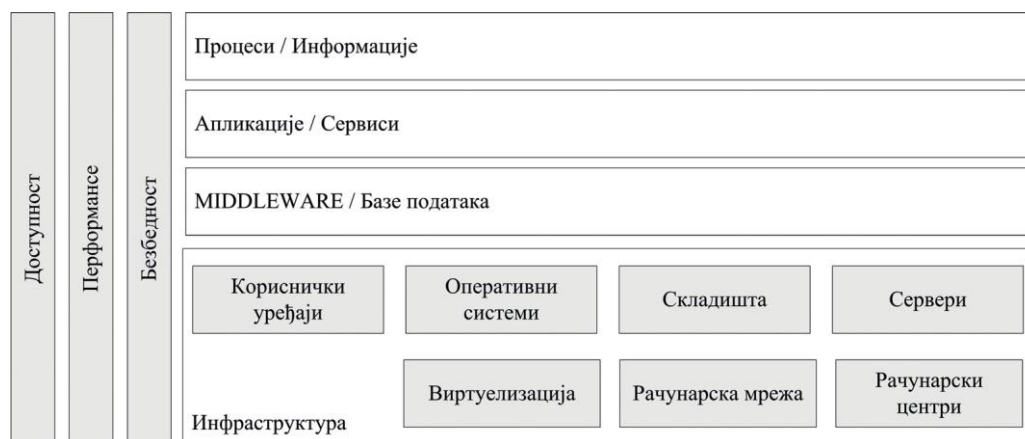 Доступност
Перформансе
Безбедност
Процеси / Информације
Апликације / Сервиси
MIDDLEWARE / Базе података
Кориснички
уређаји
Оперативни
системи
Складишта
Сервери
Виртуелизација
Рачунарска мрежа
Рачунарски
центри
Инфраструктура